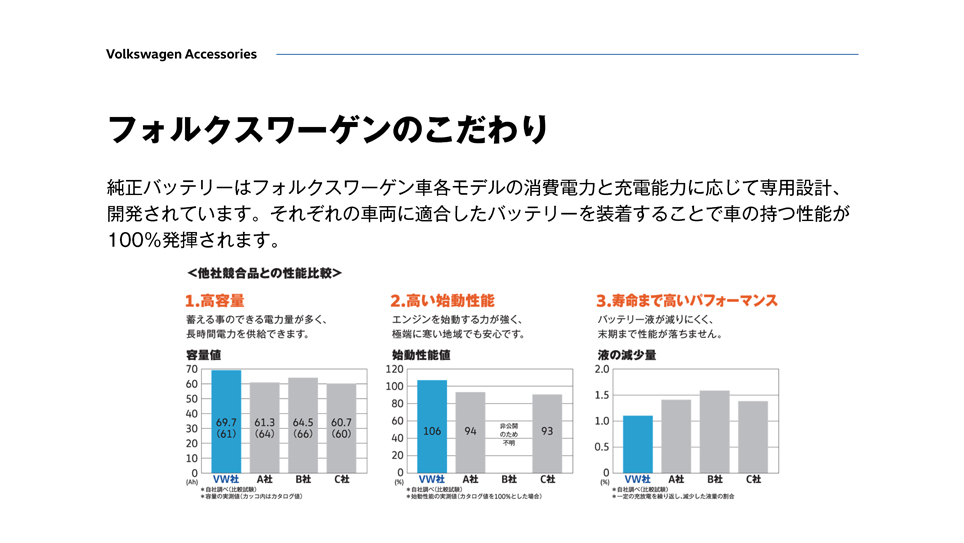 Volkswagen Accessories
フォルクスワーゲンのこだわり
純正バッテリーはフォルクスワーゲン車各モデルの消費電力と充電能力に応じて専用設計、
開発されています。それぞれの車両に適合したバッテリーを装着することで車の持つ性能が
100%発揮されます。
＜他社競合品との性能比較＞
1.高容量
蓄える事のできる電力量が多く、
長時間電力を供給できます。
容量値
70
60
50
40
30
20
10
0
(Ah)
69.7
(61)
61.3
(64)
64.5
(66)
60.7
(60)
VW社 A社 B社 C社
＊自社調べ(比較試験)
＊容量の実測値(カッコ内はカタログ値)
2.高い始動性能
エンジンを始動する力が強く、
極端に寒い地域でも安心です。
始動性能値
120
100
80
60
40
20
0
(%)
106
94
非公開
のため
不明
93
VW社 A社 B社 C社
＊自社調べ(比較試験)
＊始動性能の実測値(カタログ値を100%とした場合)
3.寿命まで高いパフォーマンス
バッテリー液が減りにくく、
末期まで性能が落ちません。
液の減少量
2.0
1.5
1.0
0.5
0
(%)
VW社 A社 B社 C社
＊自社調べ(比較試験)
＊一定の充放電を繰り返し、減少した液量の割合